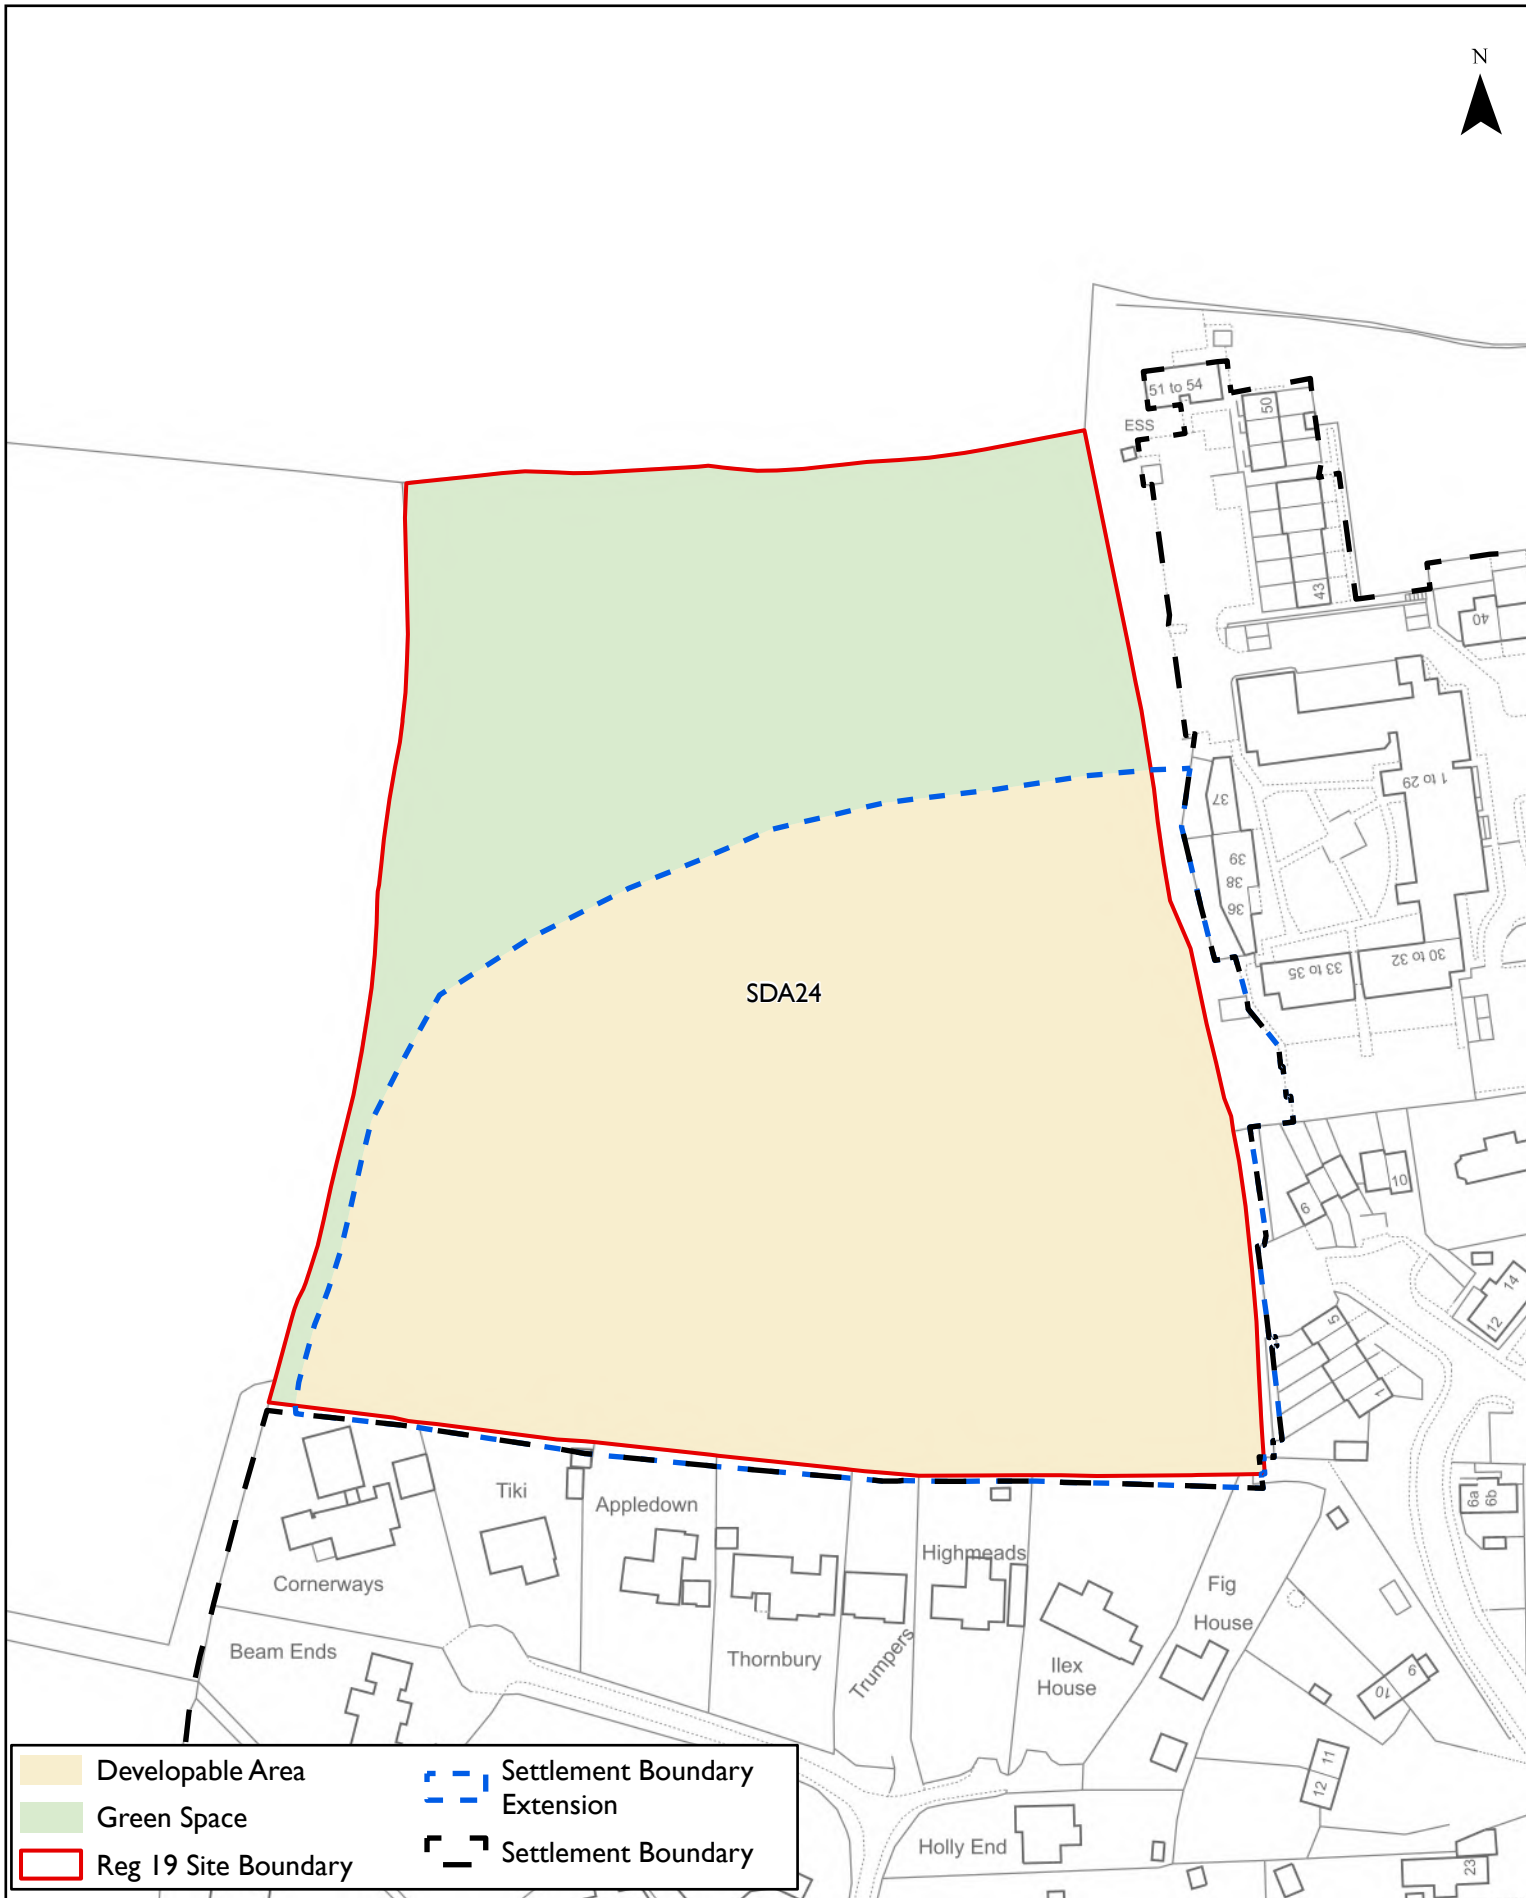 N
51 to 54
50
ESS
43
40
1 to 29
37
39
38
36
33 to 35
30 to 32
SDA24
10
6
14
12
5
1
Tiki
Appledown
6a
6b
Highmeads
Cornerways
Fig
House
Beam Ends
Thornbury
Trumpers
Ilex
House
9
10
11
12
Developable Area
Settlement Boundary
Extension
Green Space
Reg 19 Site Boundary
Settlement Boundary
Holly End
23